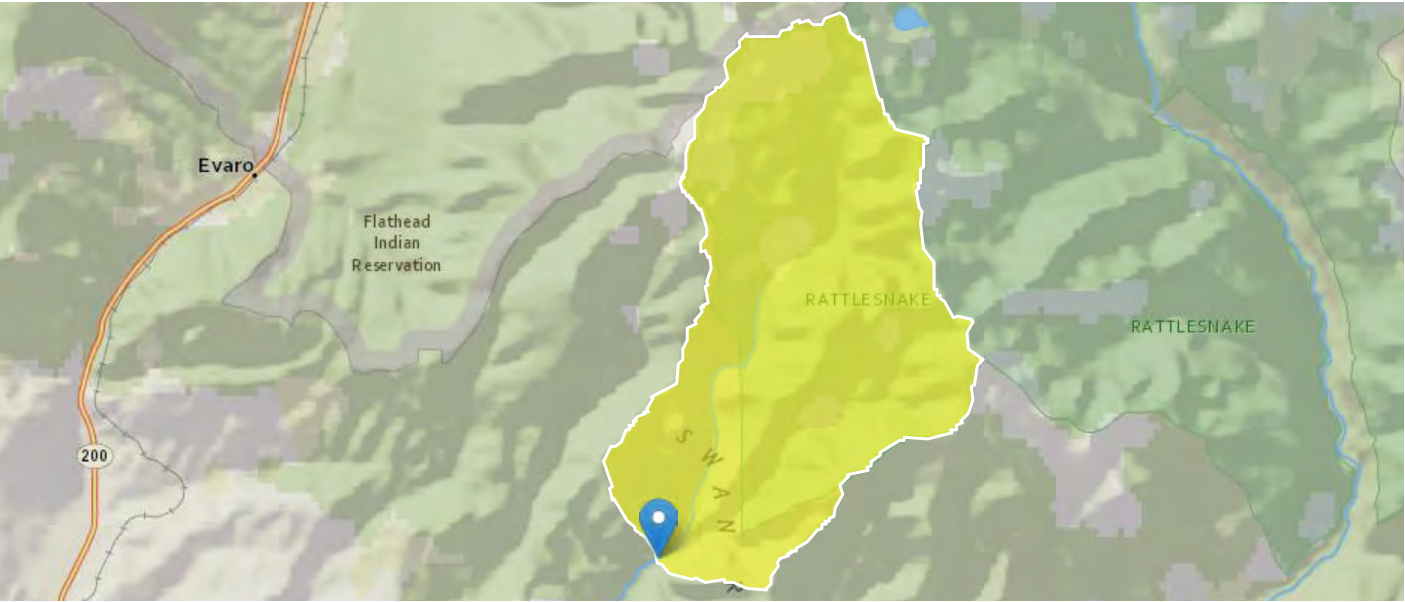 Evaro
Flathead
Indian
Reservation
RATTLESNAKE
RATTLESNAKE
200
S W A N R